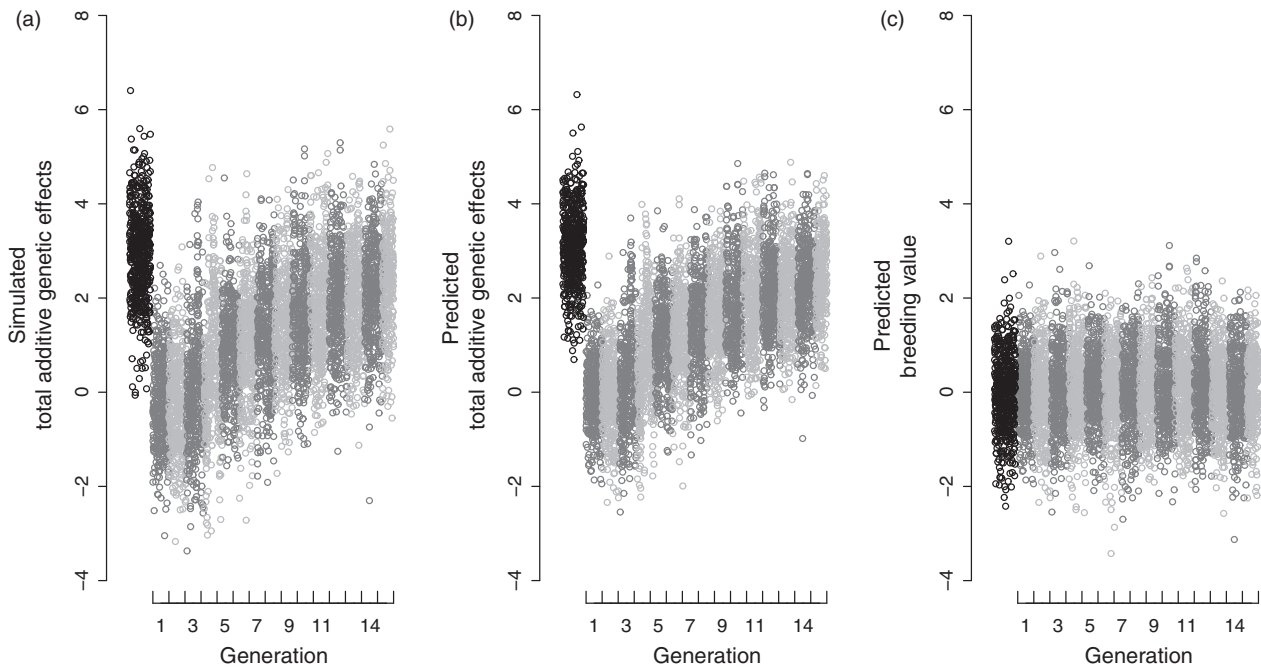 (a)
8
6
4
2
0
−2
−4
Simulated
total additive genetic effects
1 3 5 7 9 11 14
Generation
(b)
8
6
4
2
0
−2
−4
Predicted
total additive genetic effects
1 3 5 7 9 11 14
Generation
(c)
8
6
4
2
0
−2
−4
Predicted
breeding value
1 3 5 7 9 11 14
Generation